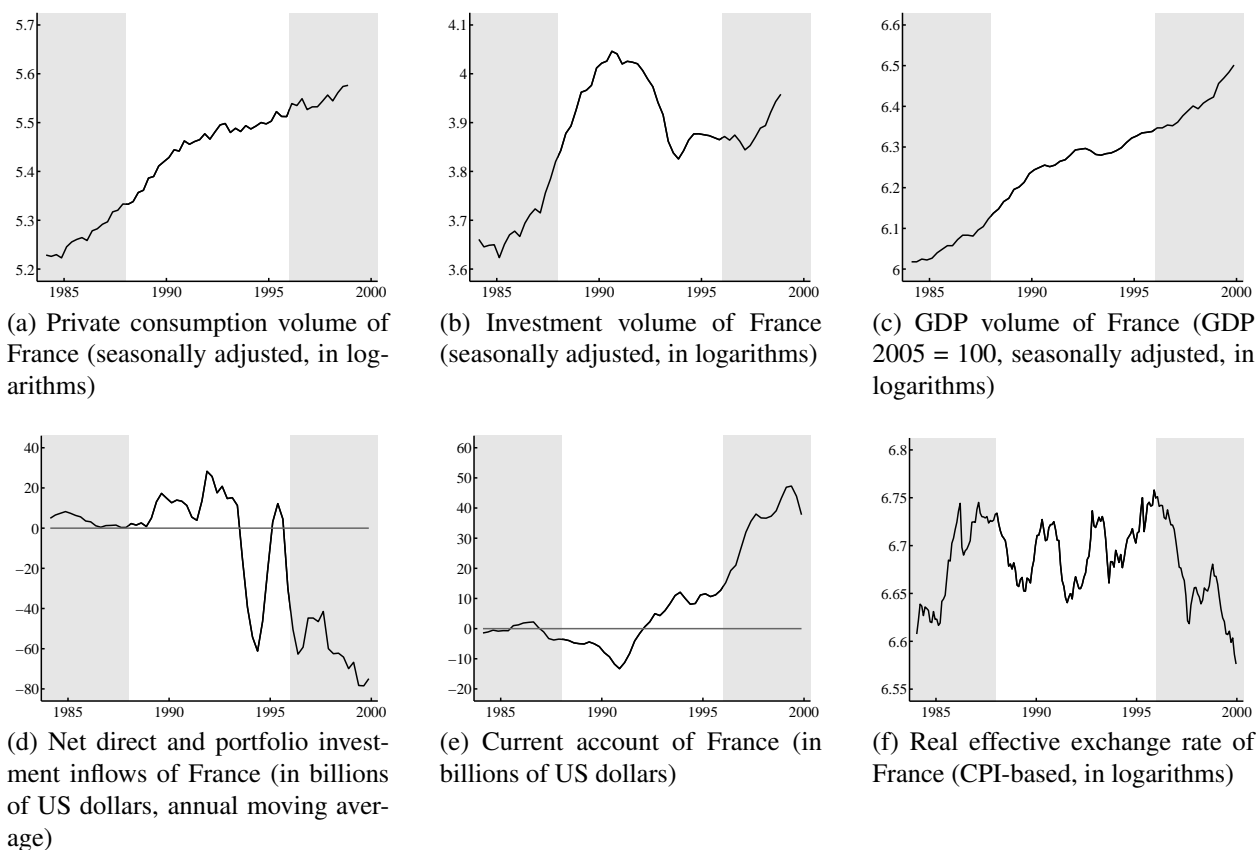 5.7
5.6
5.5
5.4
5.3
5.2
1985 1990 1995 2000
(a) Private consumption volume of
France (seasonally adjusted, in log-
arithms)
4.1
4
3.9
3.8
3.7
3.6
1985 1990 1995 2000
(b) Investment volume of France
(seasonally adjusted, in logarithms)
6.6
6.5
6.4
6.3
6.2
6.1
6
1985 1990 1995 2000
(c) GDP volume of France (GDP
2005 = 100, seasonally adjusted, in
logarithms)
40
20
0
−20
−40
−60
−80
1985 1990 1995 2000
(d) Net direct and portfolio invest-
ment inflows of France (in billions
of US dollars, annual moving aver-
age)
60
50
40
30
20
10
0
−10
−20
1985 1990 1995 2000
(e) Current account of France (in
billions of US dollars)
6.8
6.75
6.7
6.65
6.6
6.55
1985 1990 1995 2000
(f) Real effective exchange rate of
France (CPI-based, in logarithms)